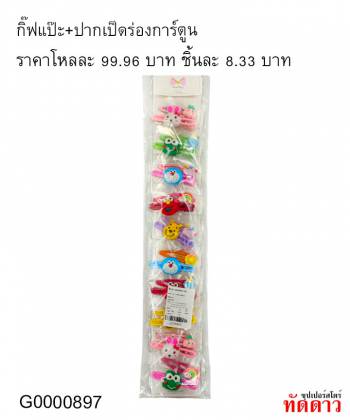 กิ๊ฟแป๊ะ+ปากเป็ดร่องการ์ตูน
ราคาโหลละ 99.96 บาท ชิ้นละ 8.33 บาท
G0000897
ซุปเปอร์สโตร์
ทัดดาว